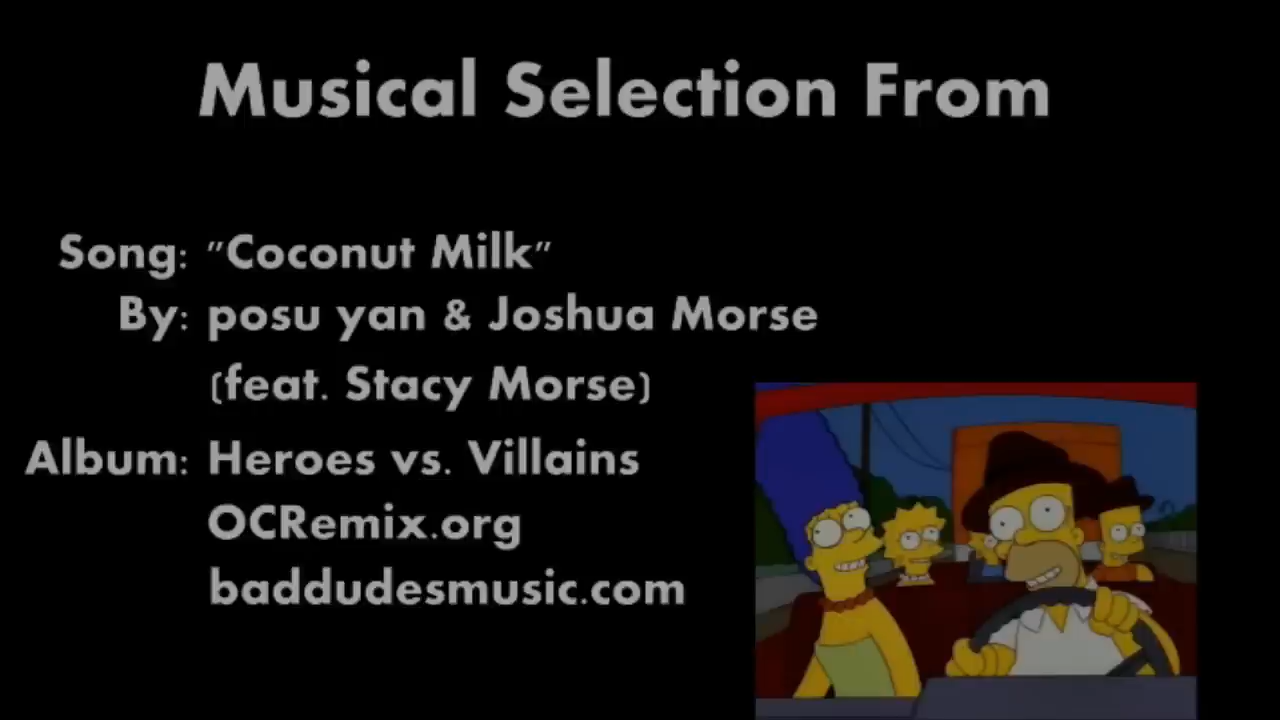 Musical Selection From
Song: "Coconut Milk"
By: posu yan & Joshua Morse
(feat. Stacy Morse)
Album: Heroes vs. Villains
OCRemix.org
baddudesmusic.com